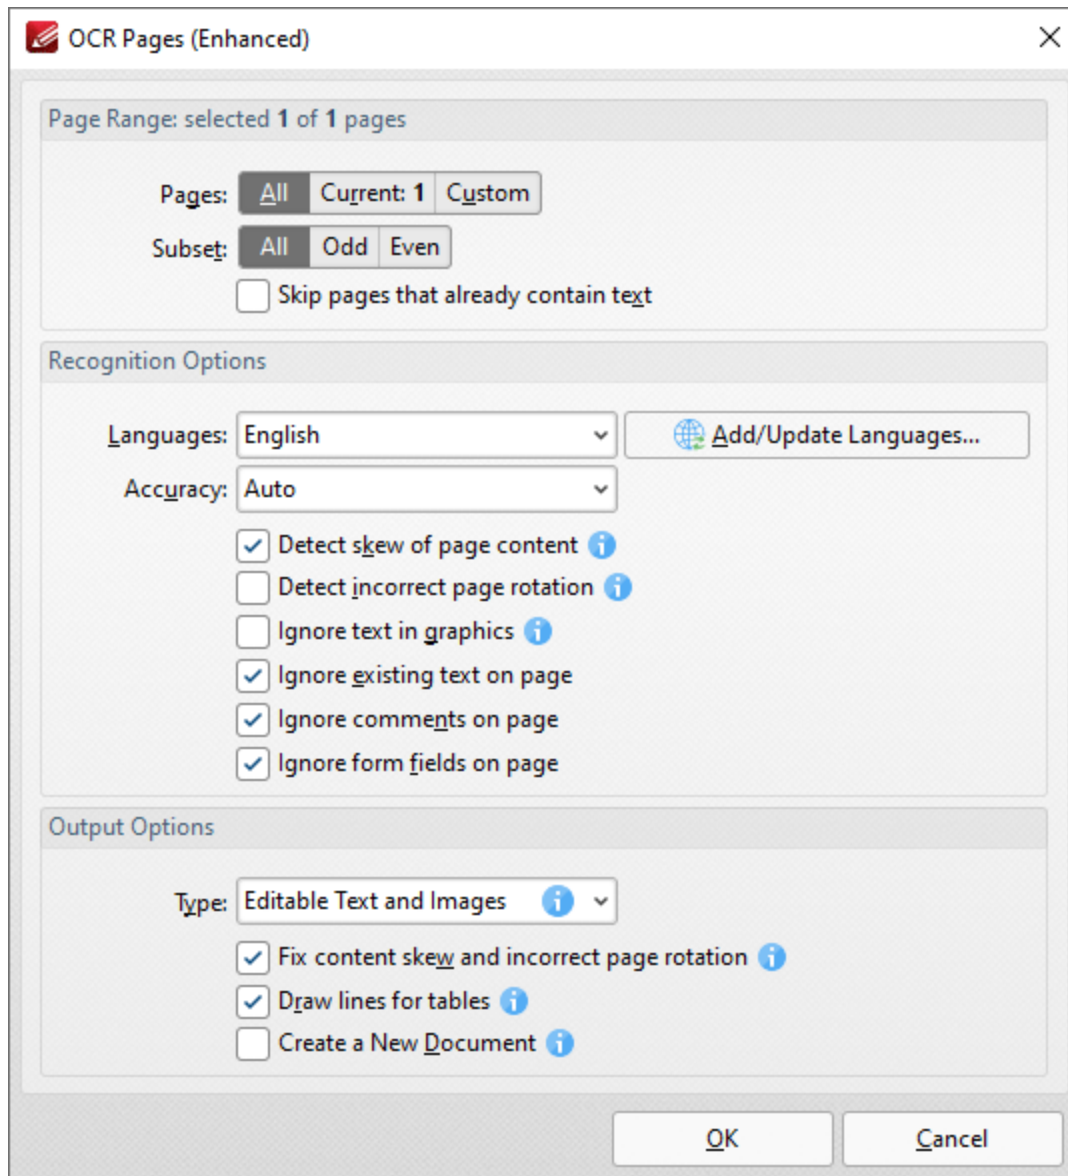 OCR Pages (Enhanced)
Page Range: selected 1 of 1 pages
Pages: All Current: 1 Custom
Subset: All Odd Even
Skip pages that already contain text
Recognition Options
Languages: English Add/Update Languages...
Accuracy: Auto
Detect skew of page content
Detect incorrect page rotation
Ignore text in graphics
Ignore existing text on page
Ignore comments on page
Ignore form fields on page
Output Options
Type: Editable Text and Images
Fix content skew and incorrect page rotation
Draw lines for tables
Create a New Document
OK Cancel